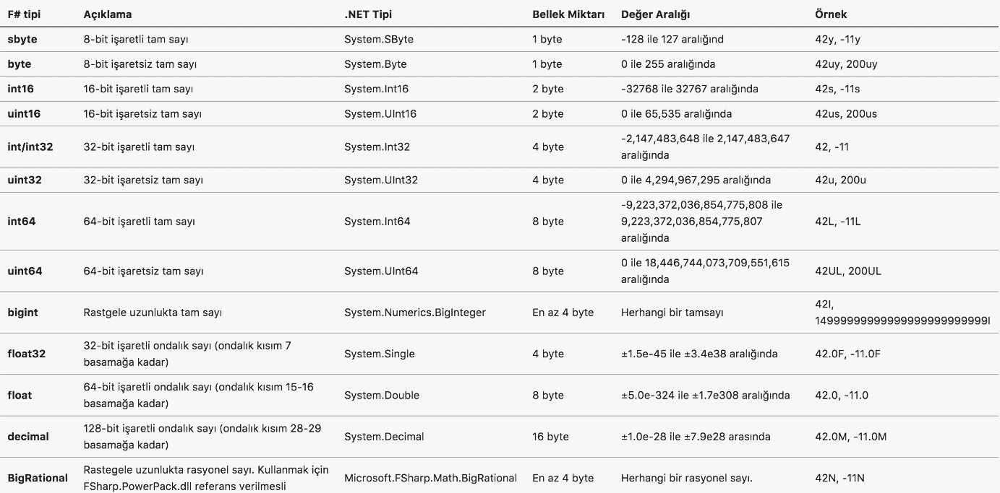 F# tipi Açıklama .NET Tipi Bellek Miktarı Değer Aralığı Örnek
sbyte 8-bit işaretli tam sayı System.SByte 1 byte -128 ile 127 aralığınd 42y, -11y
byte 8-bit işaretsiz tam sayı System.Byte 1 byte 0 ile 255 aralığında 42uy, 200uy
int16 16-bit işaretli tam sayı System.Int16 2 byte -32768 ile 32767 aralığında 42s, -11s
uint16 16-bit işaretsiz tam sayı System.UInt16 2 byte 0 ile 65,535 aralığında 42us, 200us
int/int32 32-bit işaretli tam sayı System.Int32 4 byte -2,147,483,648 ile 2,147,483,647
aralığında 42, -11
uint32 32-bit işaretsiz tam sayı System.UInt32 4 byte 0 ile 4,294,967,295 aralığında 42u, 200u
int64 64-bit işaretli tam sayı System.Int64 8 byte -9,223,372,036,854,775,808 ile
9,223,372,036,854,775,807
aralığında 42L, -11L
uint64 64-bit işaretsiz tam sayı System.UInt64 8 byte 0 ile 18,446,744,073,709,551,615
aralığında 42UL, 200UL
bigint Rastgele uzunlukta tam sayı System.Numerics.BigInteger En az 4 byte Herhangi bir tamsayı 42I,
1499999999999999999999999999I
float32 32-bit işaretli ondalık sayı (ondalık kısım 7
basamağa kadar) System.Single 4 byte ±1.5e-45 ile ±3.4e38 aralığında 42.0F, -11.0F
float 64-bit işaretli ondalık sayı (ondalık kısım 15-16
basamağa kadar) System.Double 8 byte ±5.0e-324 ile ±1.7e308 aralığında 42.0, -11.0
decimal 128-bit işaretli ondalık sayı (ondalık kısım 28-29
basamağa kadar) System.Decimal 16 byte ±1.0e-28 ile ±7.9e28 arasında 42.0M, -11.0M
BigRational Rastegele uzunlukta rasyonel sayı. Kullanmak için
FSharp.PowerPack.dll referans verilmesli Microsoft.FSharp.Math.BigRational En az 4 byte Herhangi bir rasyonel sayı. 42N, -11N